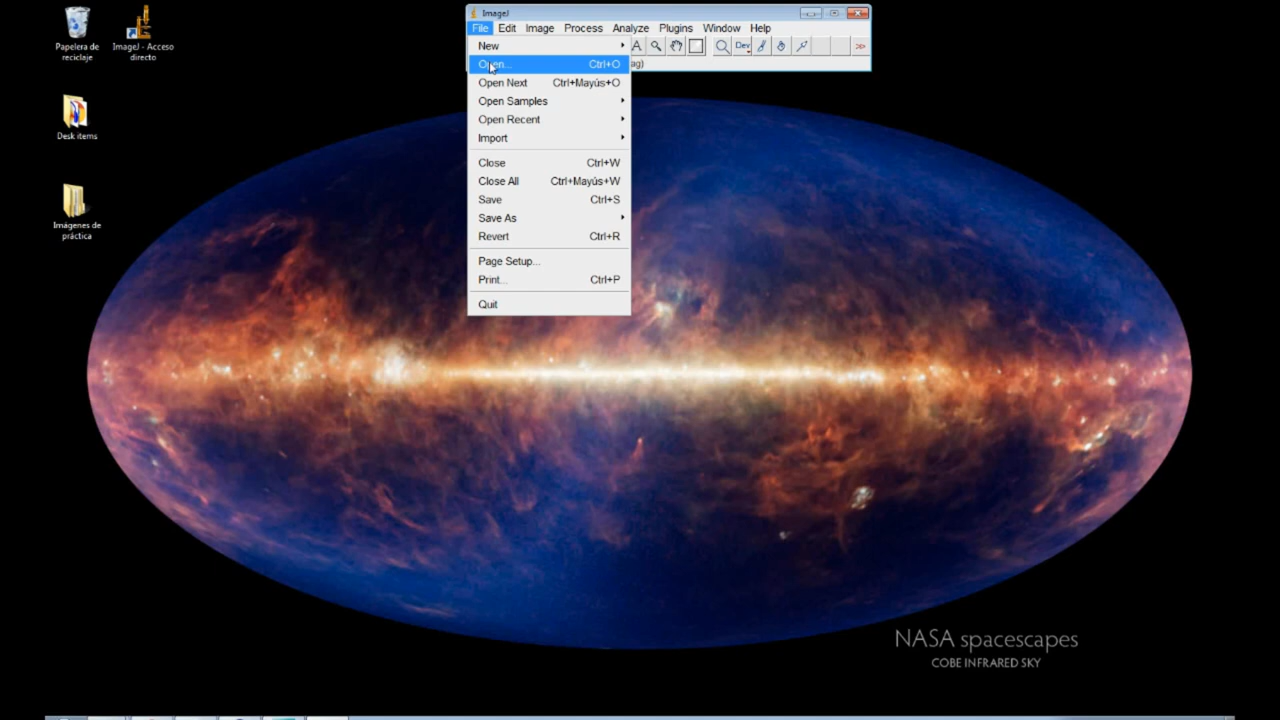 Papelera de
reciclaje
ImageJ - Acceso
directo
Desk items
Imágenes de
práctica
ImageJ
File Edit Image Process Analyze Plugins Window Help
A Dev >>
ag)
New
Open... Ctrl+O
Open Next Ctrl+Mayús+O
Open Samples
Open Recent
Import
Close Ctrl+W
Close All Ctrl+Mayús+W
Save Ctrl+S
Save As
Revert Ctrl+R
Page Setup...
Print... Ctrl+P
Quit
NASA spacescapes
COBE INFRARED SKY